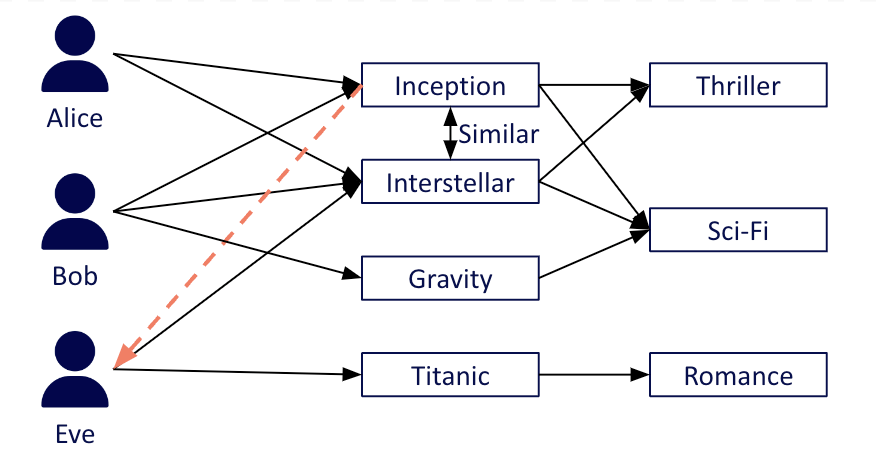 Alice
Bob
Eve
Inception
Similar
Interstellar
Gravity
Titanic
Thriller
Sci-Fi
Romance